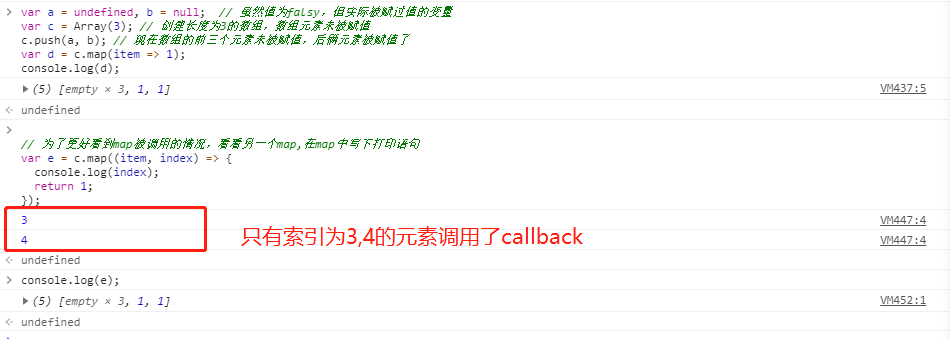 > var a = undefined, b = null;  // 虽然值为falsy，但实际被赋过值的变量
var c = Array(3); // 创建长度为3的数组，数组元素未被赋值
c.push(a, b); // 现在数组的前三个元素未被赋值，后俩元素被赋值了
var d = c.map(item => 1);
console.log(d);
▶(5) [empty × 3, 1, 1] VM437:5
undefined
>
// 为了更好看到map被调用的情况，看看另一个map,在map中写下打印语句
var e = c.map((item, index) => {
console.log(index);
return 1;
});
3 VM447:4
4 VM447:4
只有索引为3,4的元素调用了callback
undefined
> console.log(e);
▶(5) [empty × 3, 1, 1] VM452:1
undefined